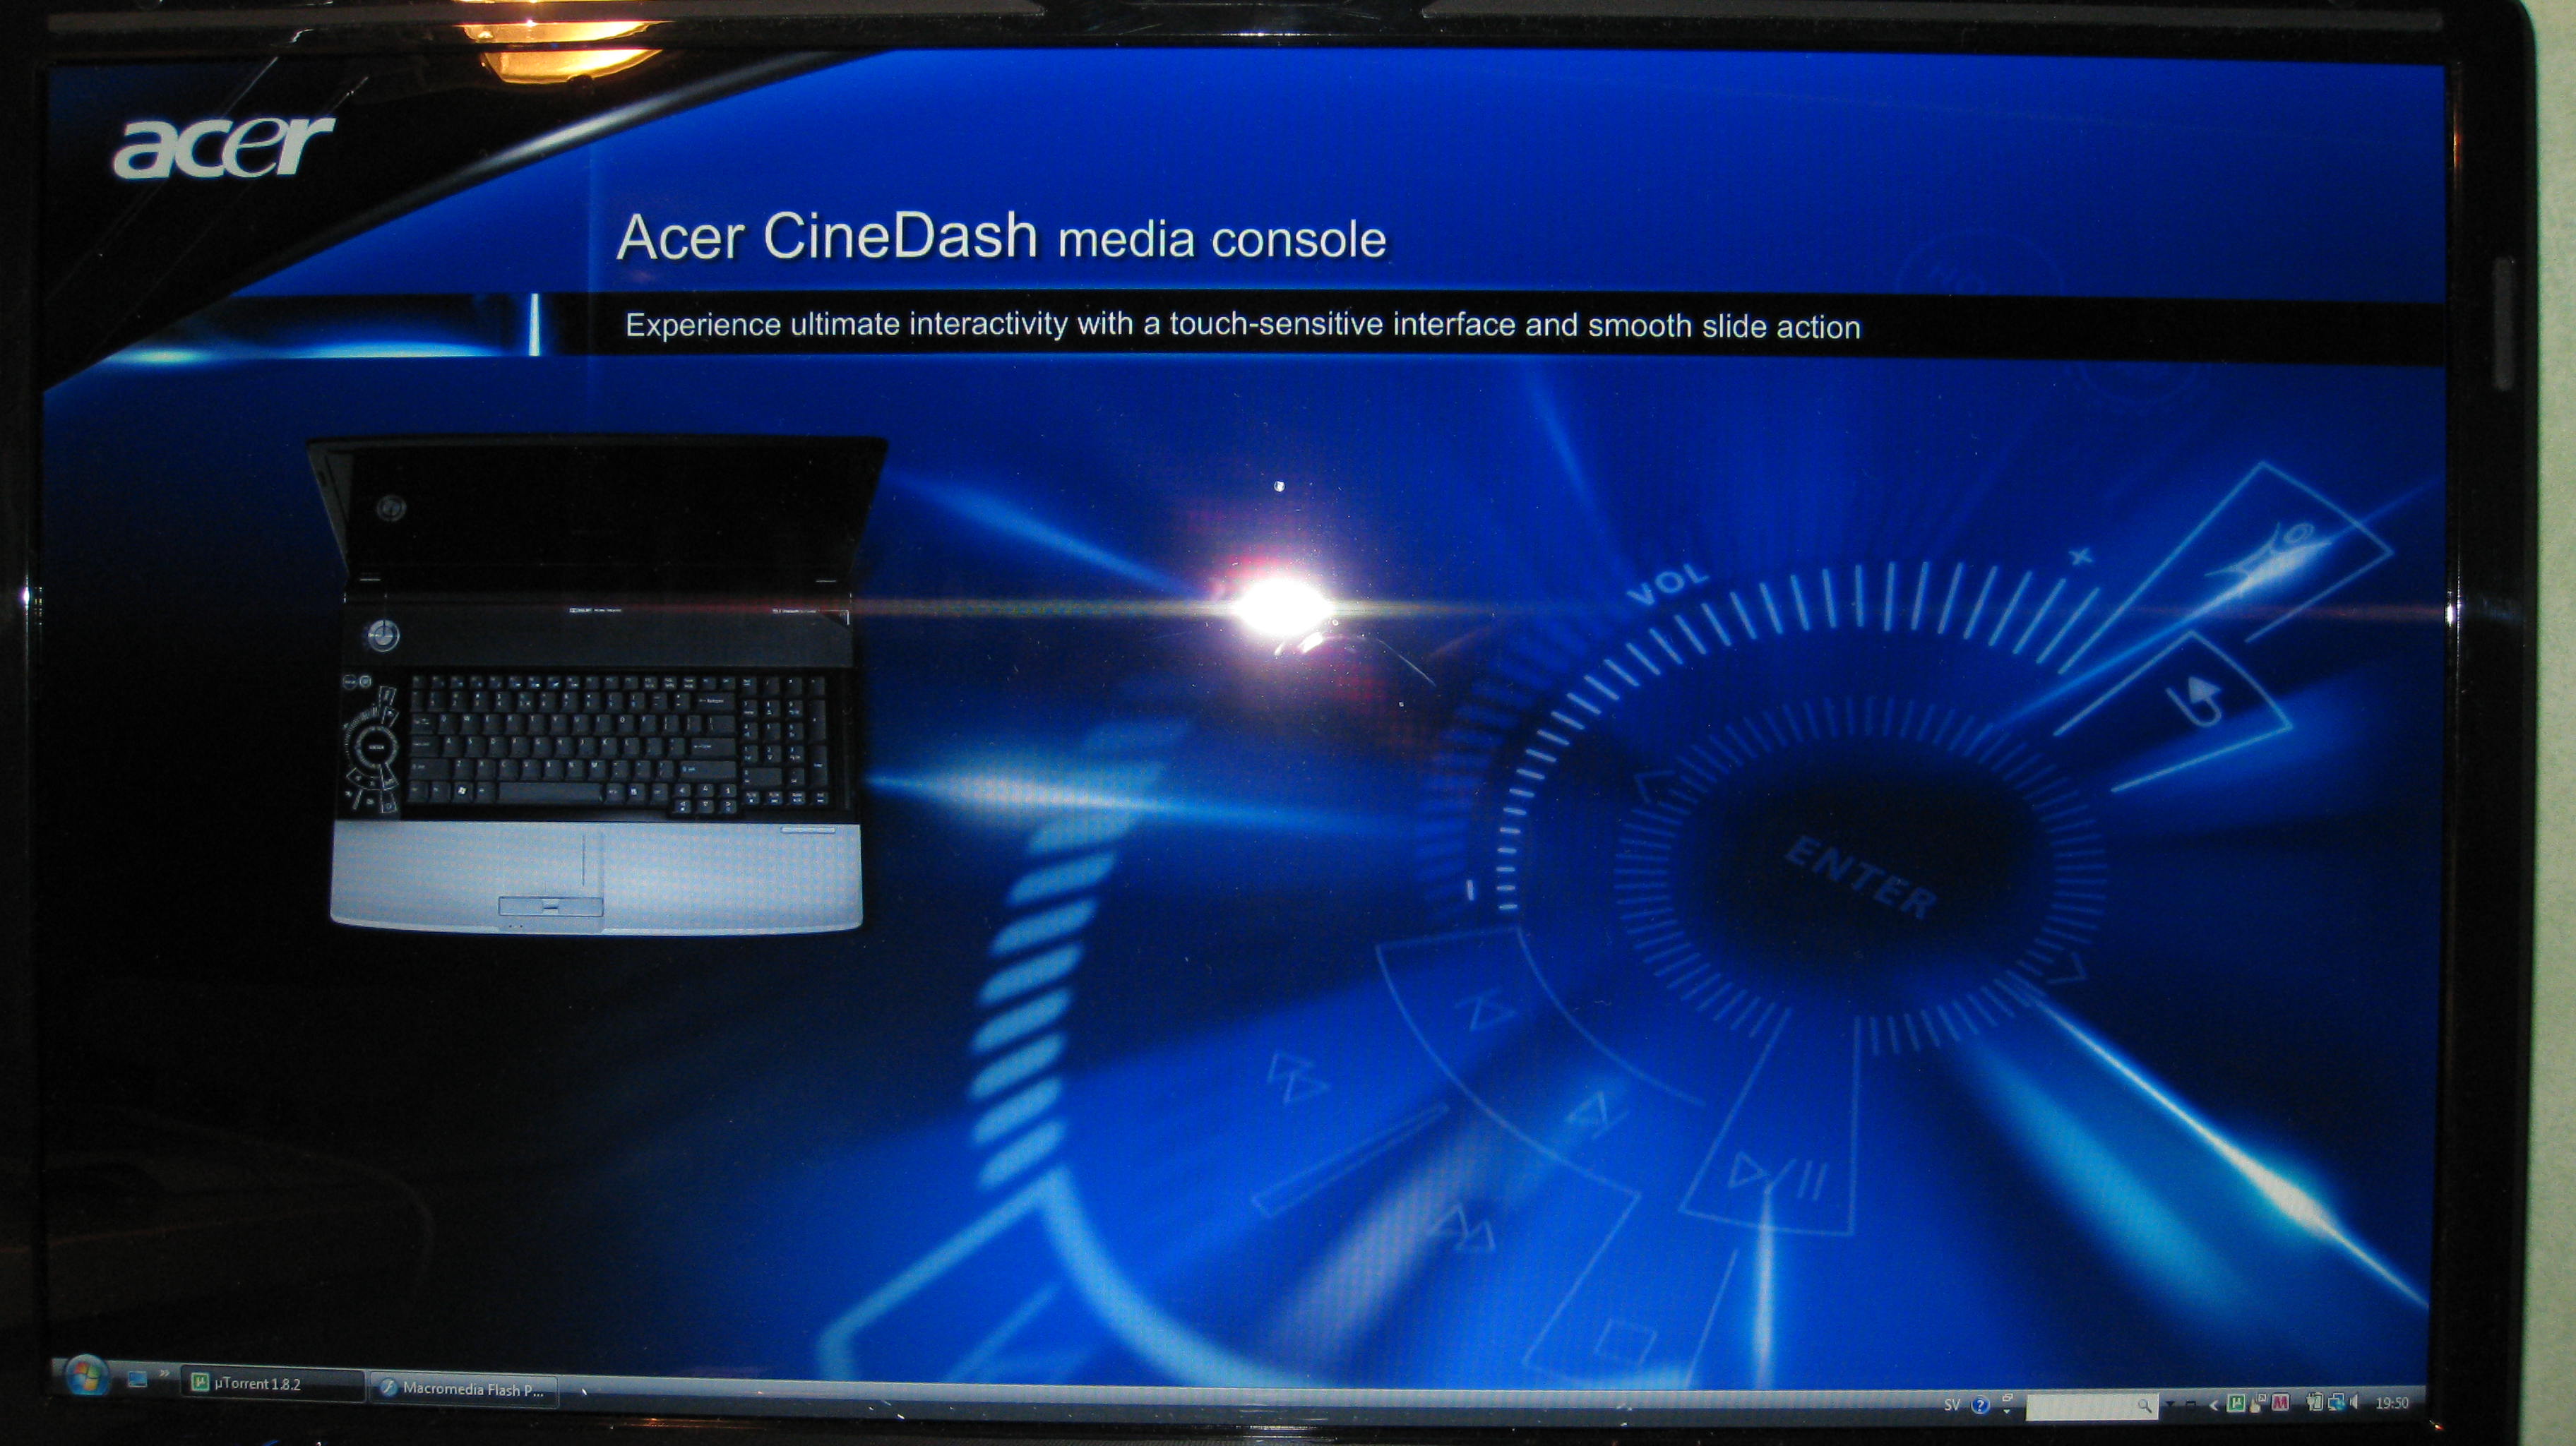 acer
Acer CineDash media console
Experience ultimate interactivity with a touch-sensitive interface and smooth slide action
VOL
+
-
ENTER
µTorrent 1.8.2
Macromedia Flash P...
SV
19:50